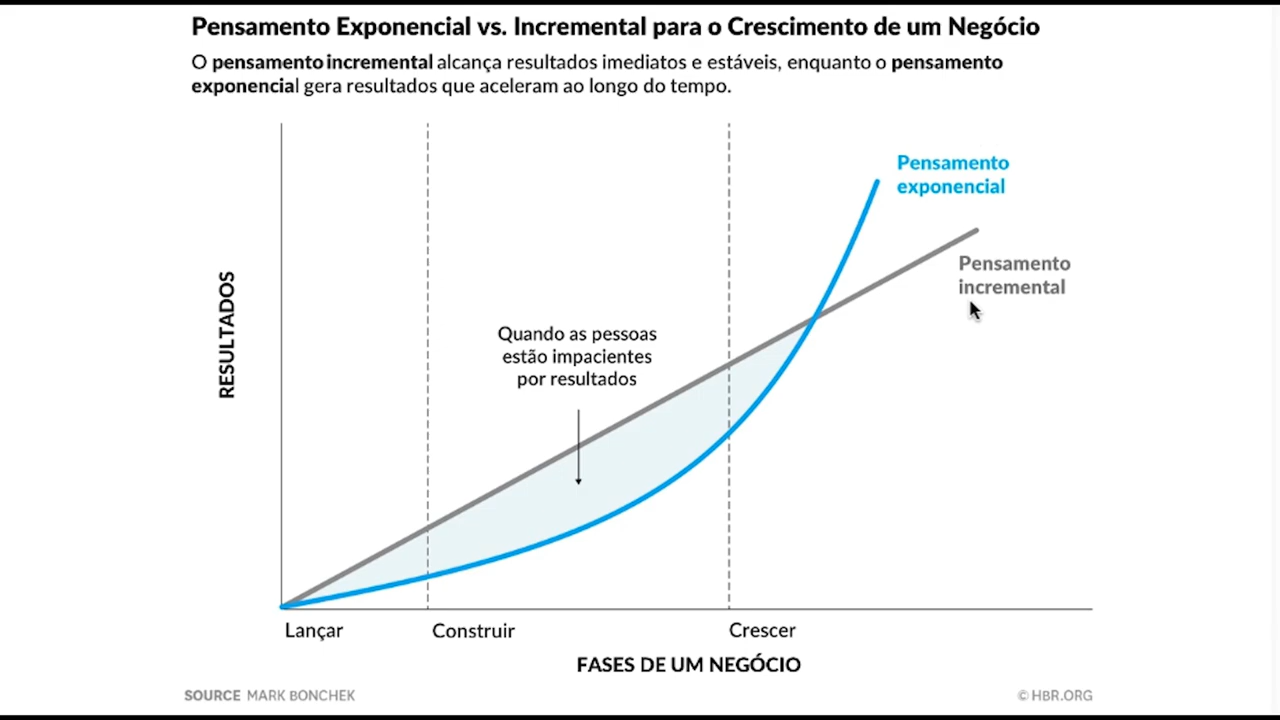 Pensamento Exponencial vs. Incremental para o Crescimento de um Negócio
O pensamento incremental alcança resultados imediatos e estáveis, enquanto o pensamento
exponencial gera resultados que aceleram ao longo do tempo.
Pensamento
exponencial
Pensamento
incremental
Quando as pessoas
estão impacientes
por resultados
RESULTADOS
Lançar
Construir
Crescer
FASES DE UM NEGÓCIO
SOURCE MARK BONCHEK
© HBR.ORG